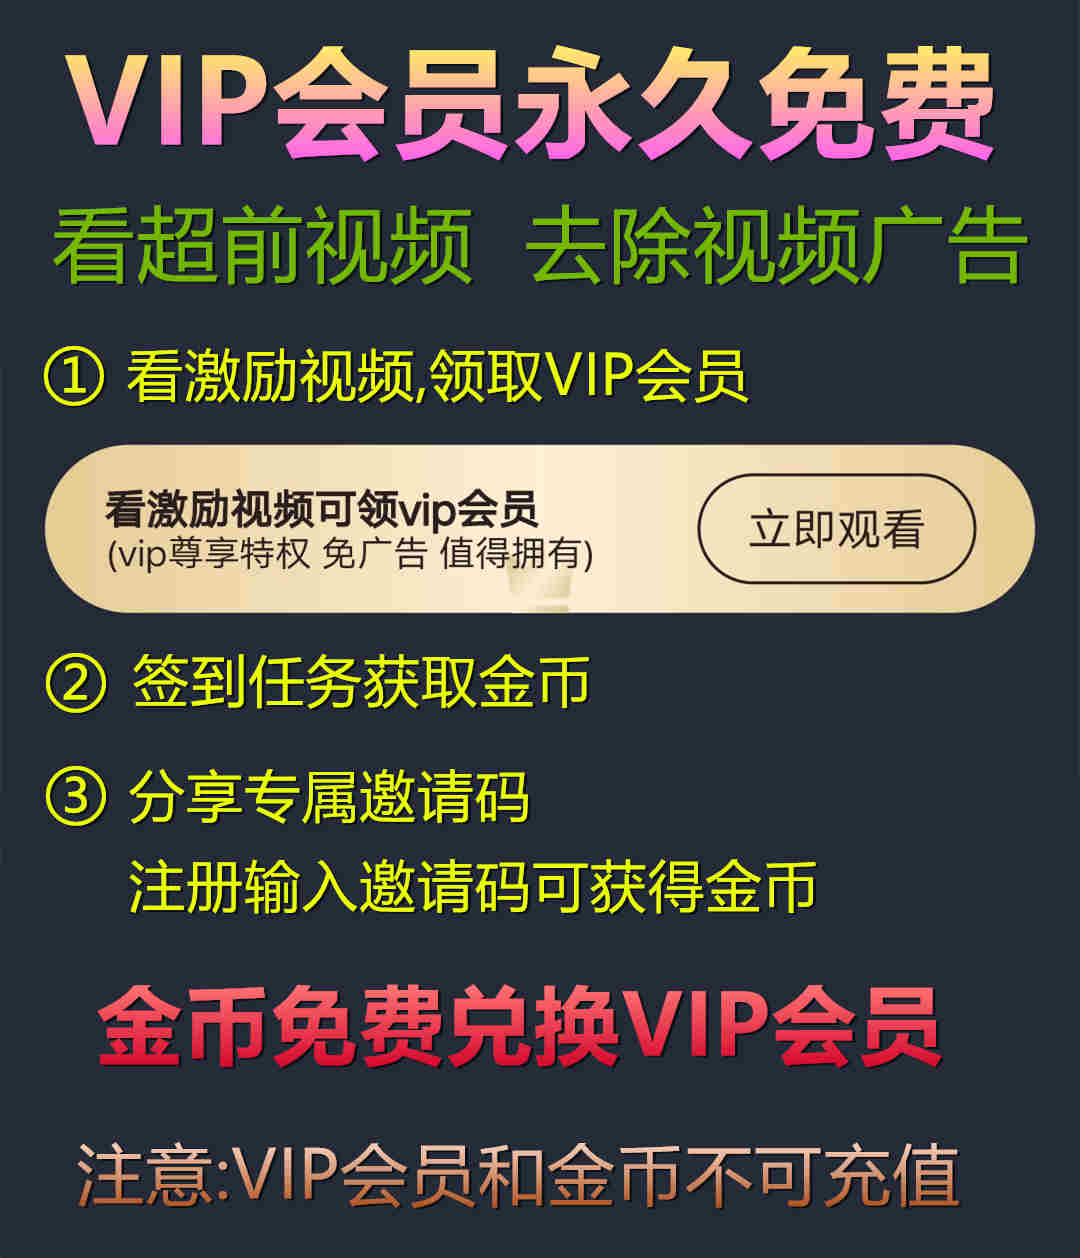 VIP会员永久免费
看超前视频 去除视频广告
① 看激励视频,领取VIP会员
看激励视频可领vip会员
(vip尊享特权 免广告 值得拥有)
立即观看
② 签到任务获取金币
③ 分享专属邀请码
注册输入邀请码可获得金币
金币免费兑换VIP会员
注意:VIP会员和金币不可充值